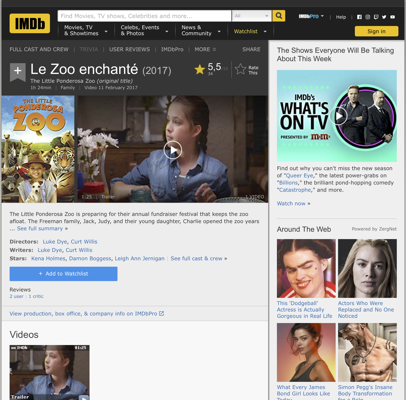 IMDb
Find Movies, TV shows, Celebrities and more...
All
IMDbPro
Help
Movies, TV
& Showtimes
Celebs, Events
& Photos
News &
Community
Watchlist
Sign in
FULL CAST AND CREW
TRIVIA
USER REVIEWS
IMDbPro
MORE
SHARE
+
Le Zoo enchanté (2017)
The Little Ponderosa Zoo (original title)
1h 24min | Family | Video 11 February 2017
5,5
Rate
This
THE LITTLE
PONDEROSA
ZOO
1:25 | Trailer
1 VIDEO
The Little Ponderosa Zoo is preparing for their annual fundraiser festival that keeps the zoo
afloat. The Freeman family, Jack, Judy, and their young daughter, Charlie opened the zoo years
... See full summary »
Directors: Luke Dye, Curt Willis
Writers: Luke Dye, Curt Willis
Stars: Kena Holmes, Damon Boggess, Leigh Ann Jernigan | See full cast & crew »
+ Add to Watchlist
Reviews
2 user | 1 critic
View production, box office, & company info on IMDbPro
Videos
01:25
Trailer
The Shows Everyone Will Be Talking
About This Week
IMDb's
WHAT'S
ON TV
PRESENTED BY
Find out why you can't miss the new season
of "Queer Eye," the latest power-grabs on
"Billions," the brilliant pond-hopping comedy
"Catastrophe," and more.
Watch now »
Around The Web
Powered by ZergNet
This 'Dodgeball'
Actress is Actually
Gorgeous in Real Life
Actors Who Were
Replaced and No One
Noticed
What Every James
Bond Girl Looks Like
Today
Simon Pegg's Insane
Body Transformation
For a Role